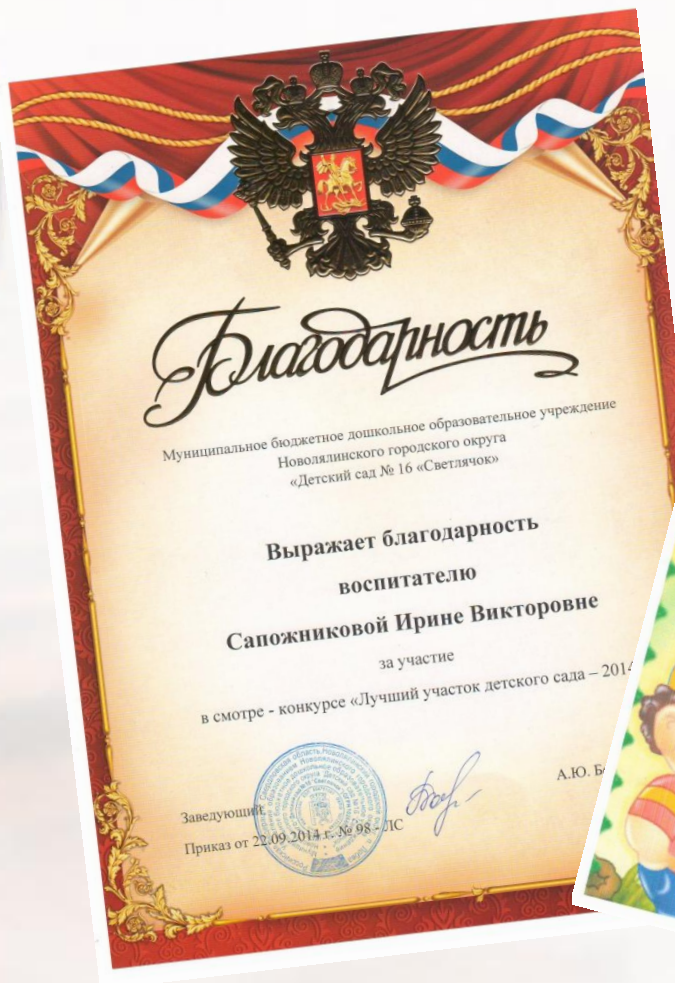 Благодарность
Муниципальное бюджетное дошкольное образовательное учреждение
Новолялинского городского округа
«Детский сад № 16 «Светлячок»
Выражает благодарность
воспитателю
Сапожниковой Ирине Викторовне
за участие
в смотре - конкурсе «Лучший участок детского сада – 2014
Заведующий:
А.Ю.
Приказ от 22.09.2014 г. № 98 - ЛС